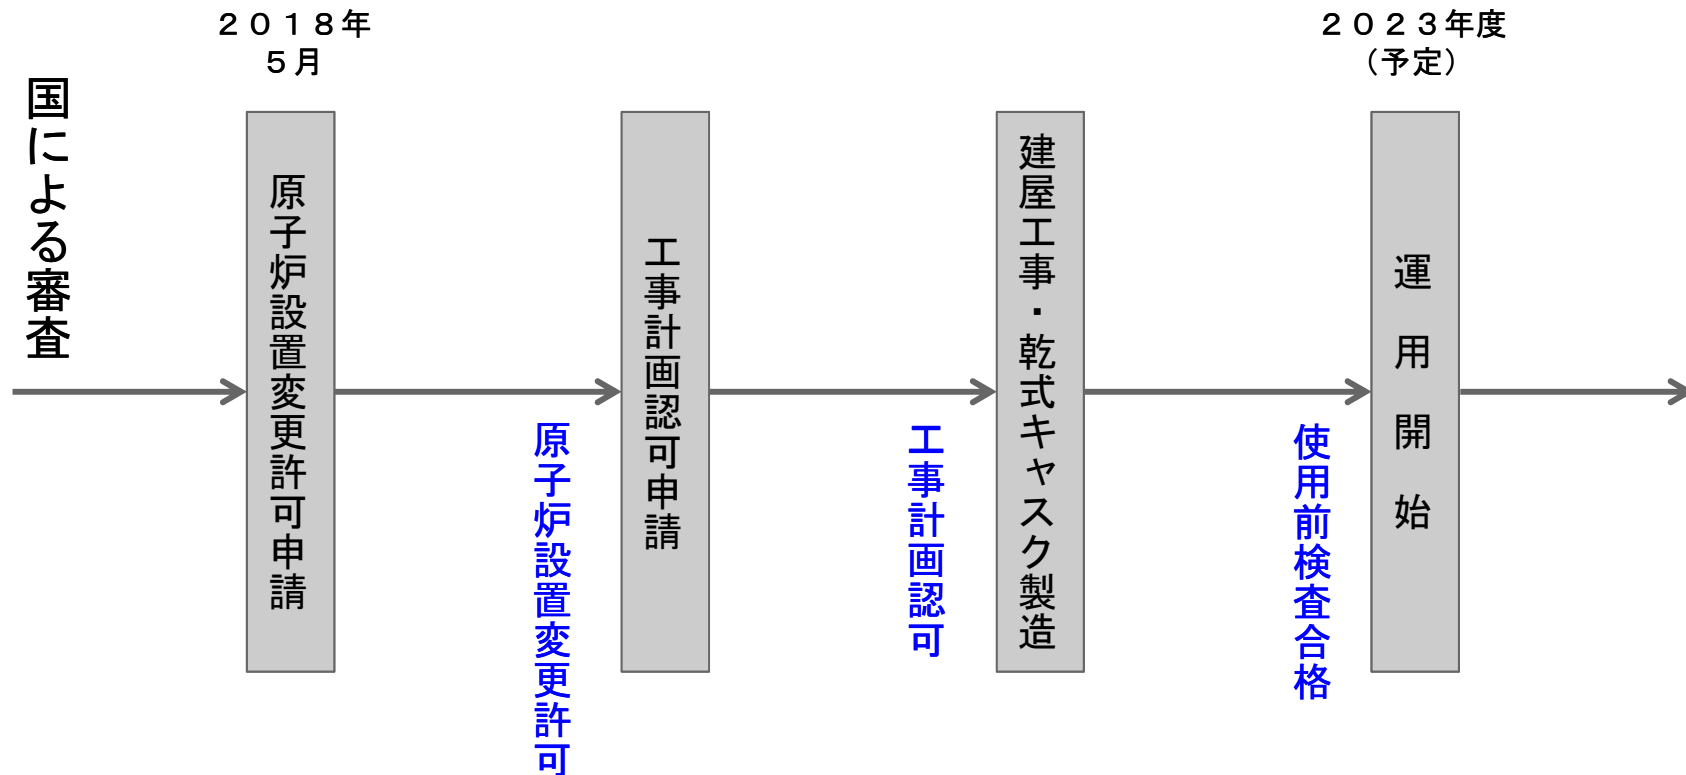 ２０１８年
５月
２０２３年度
（予定）
国による審査
原子炉設置変更許可申請
原子炉設置変更許可
工事計画認可申請
工事計画認可
建屋工事・乾式キャスク製造
使用前検査合格
運用開始